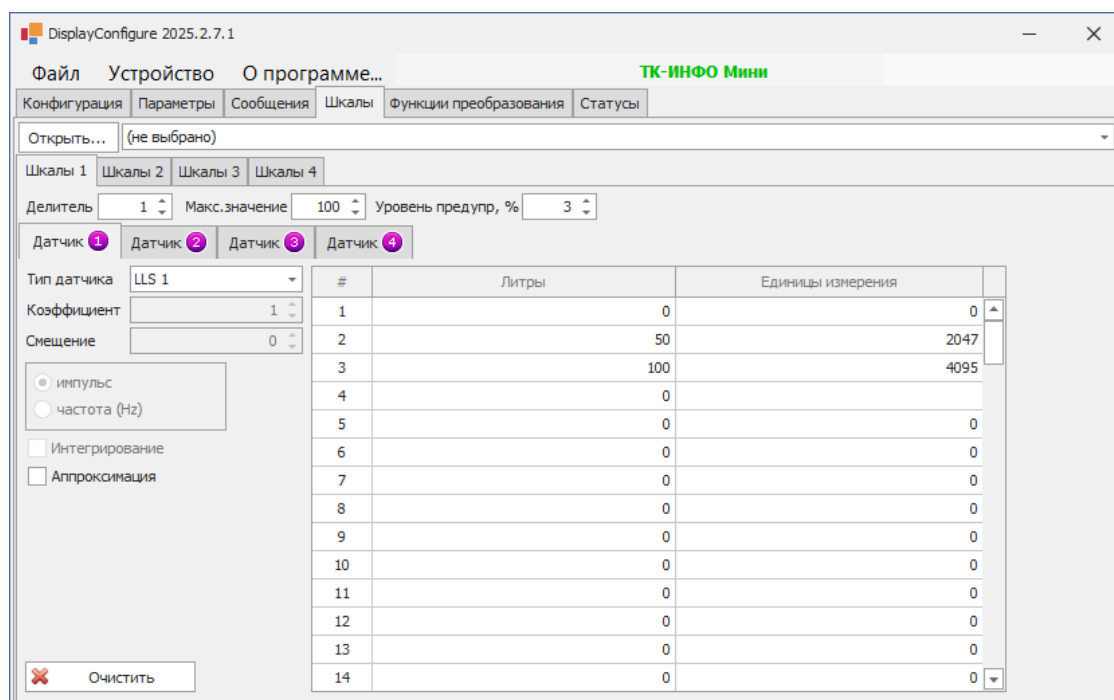 DisplayConfigure 2025.2.7.1
Файл Устройство О программе... ТК-ИНФО Мини
Конфигурация Параметры Сообщения Шкалы Функции преобразования Статусы
Открыть... (не выбрано)
Шкалы 1 Шкалы 2 Шкалы 3 Шкалы 4
Делитель 1 Макс.значение 100 Уровень предупр, % 3
Датчик 1 Датчик 2 Датчик 3 Датчик 4
Тип датчика LLS 1
Коэффициент 1
Смещение 0
импульс
частота (Hz)
Интегрирование
Аппроксимация
# Литры Единицы измерения
1 0 0
2 50 2047
3 100 4095
4 0
5 0 0
6 0 0
7 0 0
8 0 0
9 0 0
10 0 0
11 0 0
12 0 0
13 0 0
14 0 0
Очистить